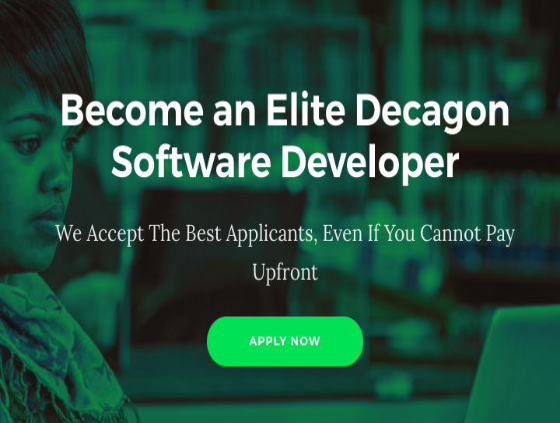 Become an Elite Decagon
Software Developer
We Accept The Best Applicants, Even If You Cannot Pay
Upfront
APPLY NOW